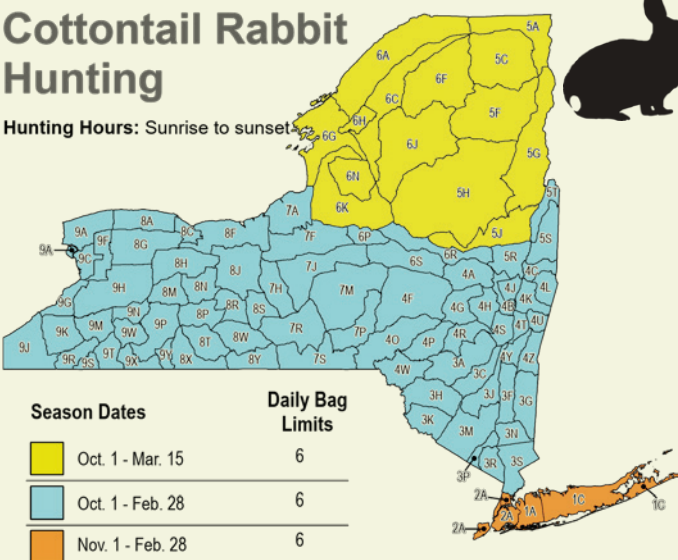 Cottontail Rabbit
Hunting
Hunting Hours: Sunrise to sunset
5A
6A
5C
6F
6C
5F
6H
6G
6J
5G
6N
5H
5T
6K
7A
5J
8A
9A
8C
8F
7F
6P
5S
9F
8G
9A
6R
5R
9C
6S
8H
7J
8J
4A
4C
9H
8N
7H
7M
4J
4L
8M
4F
4K
9G
8R
8S
4G
4H
4B
9N
8P
4U
9K
9M
9W
9P
7R
7P
4R
4S
4T
9J
8T
8W
4O
4P
9T
9Y
4Y
4Z
9R
9S
9X
8X
8Y
7S
3A
4W
3C
3H
3J
3F
3G
3K
3M
3N
3R
3S
3P
2A
1C
1C
2A
1A
2A
Season Dates
Daily Bag
Limits
Oct. 1 - Mar. 15 6
Oct. 1 - Feb. 28 6
Nov. 1 - Feb. 28 6